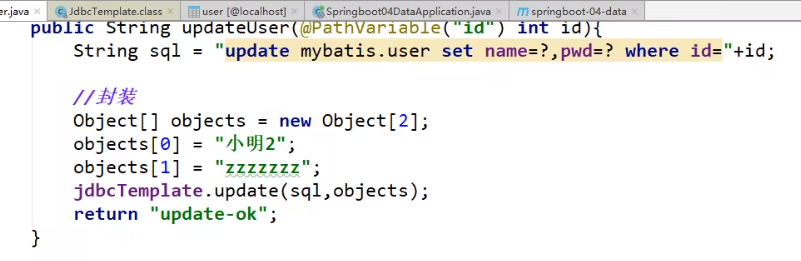 er.java JdbcTemplate.class user [@localhost] Springboot04DataApplication.java springboot-04-data
public String updateUser(@PathVariable("id") int id){
String sql = "update mybatis.user set name=?,pwd=? where id="+id;
//封装
Object[] objects = new Object[2];
objects[0] = "小明2";
objects[1] = "zzzzzzz";
jdbcTemplate.update(sql,objects);
return "update-ok";
}